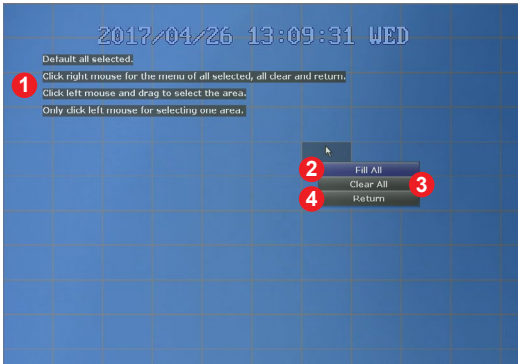 2017/04/26 13:09:31 WED
Default all selected.
Click right mouse for the menu of all selected, all clear and return.
1
Click left mouse and drag to select the area.
Only click left mouse for selecting one area.
2 Fill All
Clear All 3
4 Return